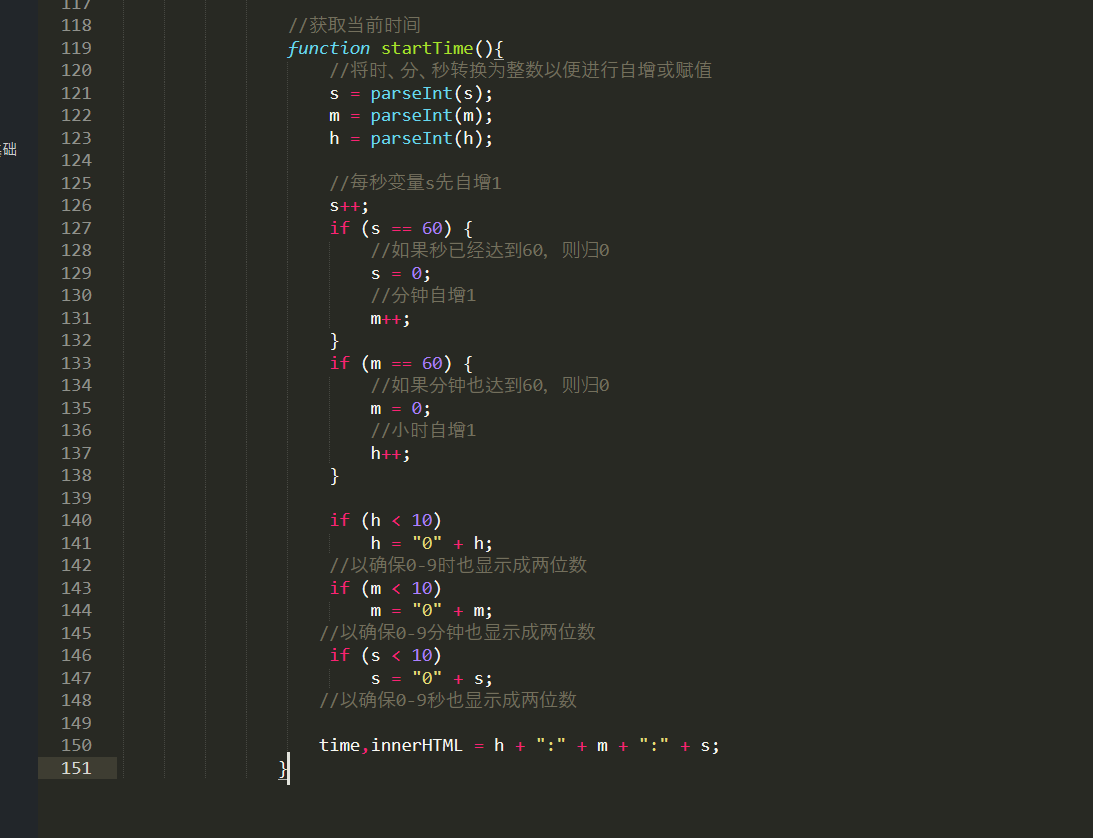 117
118 //获取当前时间
119 function startTime(){
120 //将时、分、秒转换为整数以便进行自增或赋值
121 s = parseInt(s);
122 m = parseInt(m);
123 h = parseInt(h);
础
124
125 //每秒变量s先自增1
126 s++;
127 if (s == 60) {
128 //如果秒已经达到60, 则归0
129 s = 0;
130 //分钟自增1
131 m++;
132 }
133 if (m == 60) {
134 //如果分钟也达到60, 则归0
135 m = 0;
136 //小时自增1
137 h++;
138 }
139
140 if (h < 10)
141 h = "0" + h;
142 //以确保0-9时也显示成两位数
143 if (m < 10)
144 m = "0" + m;
145 //以确保0-9分钟也显示成两位数
146 if (s < 10)
147 s = "0" + s;
148 //以确保0-9秒也显示成两位数
149
150 time,innerHTML = h + ":" + m + ":" + s;
151 }